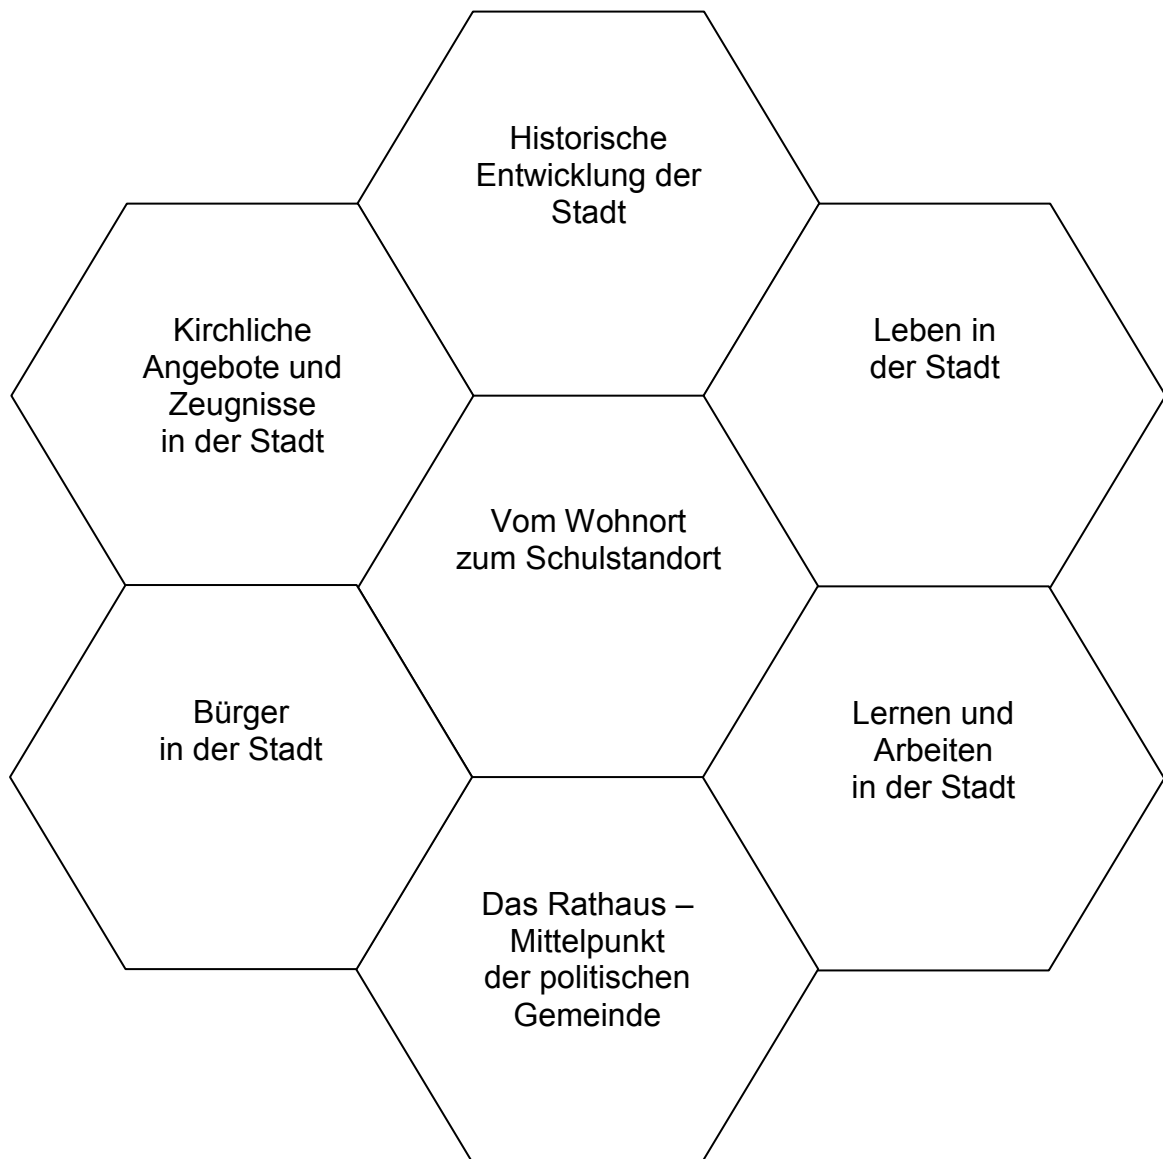 Historische
Entwicklung der
Stadt
Kirchliche
Angebote und
Zeugnisse
in der Stadt
Leben in
der Stadt
Vom Wohnort
zum Schulstandort
Bürger
in der Stadt
Lernen und
Arbeiten
in der Stadt
Das Rathaus –
Mittelpunkt
der politischen
Gemeinde